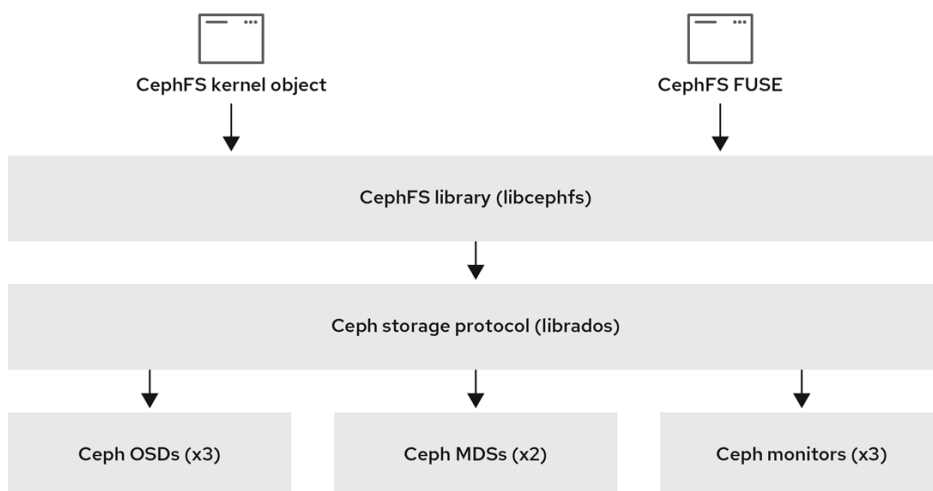 CephFS kernel object
CephFS FUSE
CephFS library (libcephfs)
Ceph storage protocol (librados)
Ceph OSDs (x3)
Ceph MDSs (x2)
Ceph monitors (x3)